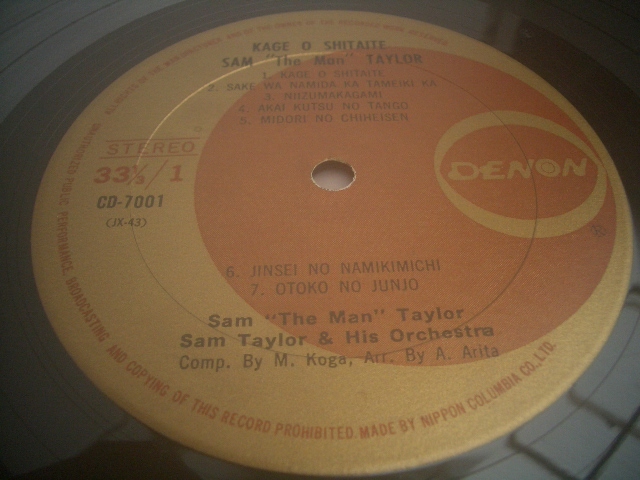 KAGE O SHITAITE
SAM "The Man" TAYLOR
1. KAGE O SHITAITE
2. SAKE WA NAMIDA KA TAMEIKI KA
3. NIIZUMAKAGAMI
4. AKAI KUTSU NO TANGO
5. MIDORI NO CHIHEISEN
STEREO
33⅓/1
CD-7001
(JX-43)
DENON
6. JINSEI NO NAMIKIMICHI
7. OTOKO NO JUNJO
Sam "The Man" Taylor
Sam Taylor & His Orchestra
Comp. By M. Koga, Arr. By A. Arita
UNAUTHORIZED PUBLIC PERFORMANCE, BROADCASTING AND COPYING OF THIS RECORD PROHIBITED. MADE BY NIPPON COLUMBIA CO., LTD.